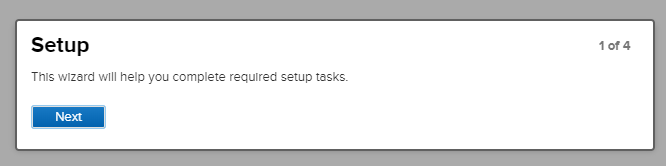 Setup
1 of 4
This wizard will help you complete required setup tasks.
Next